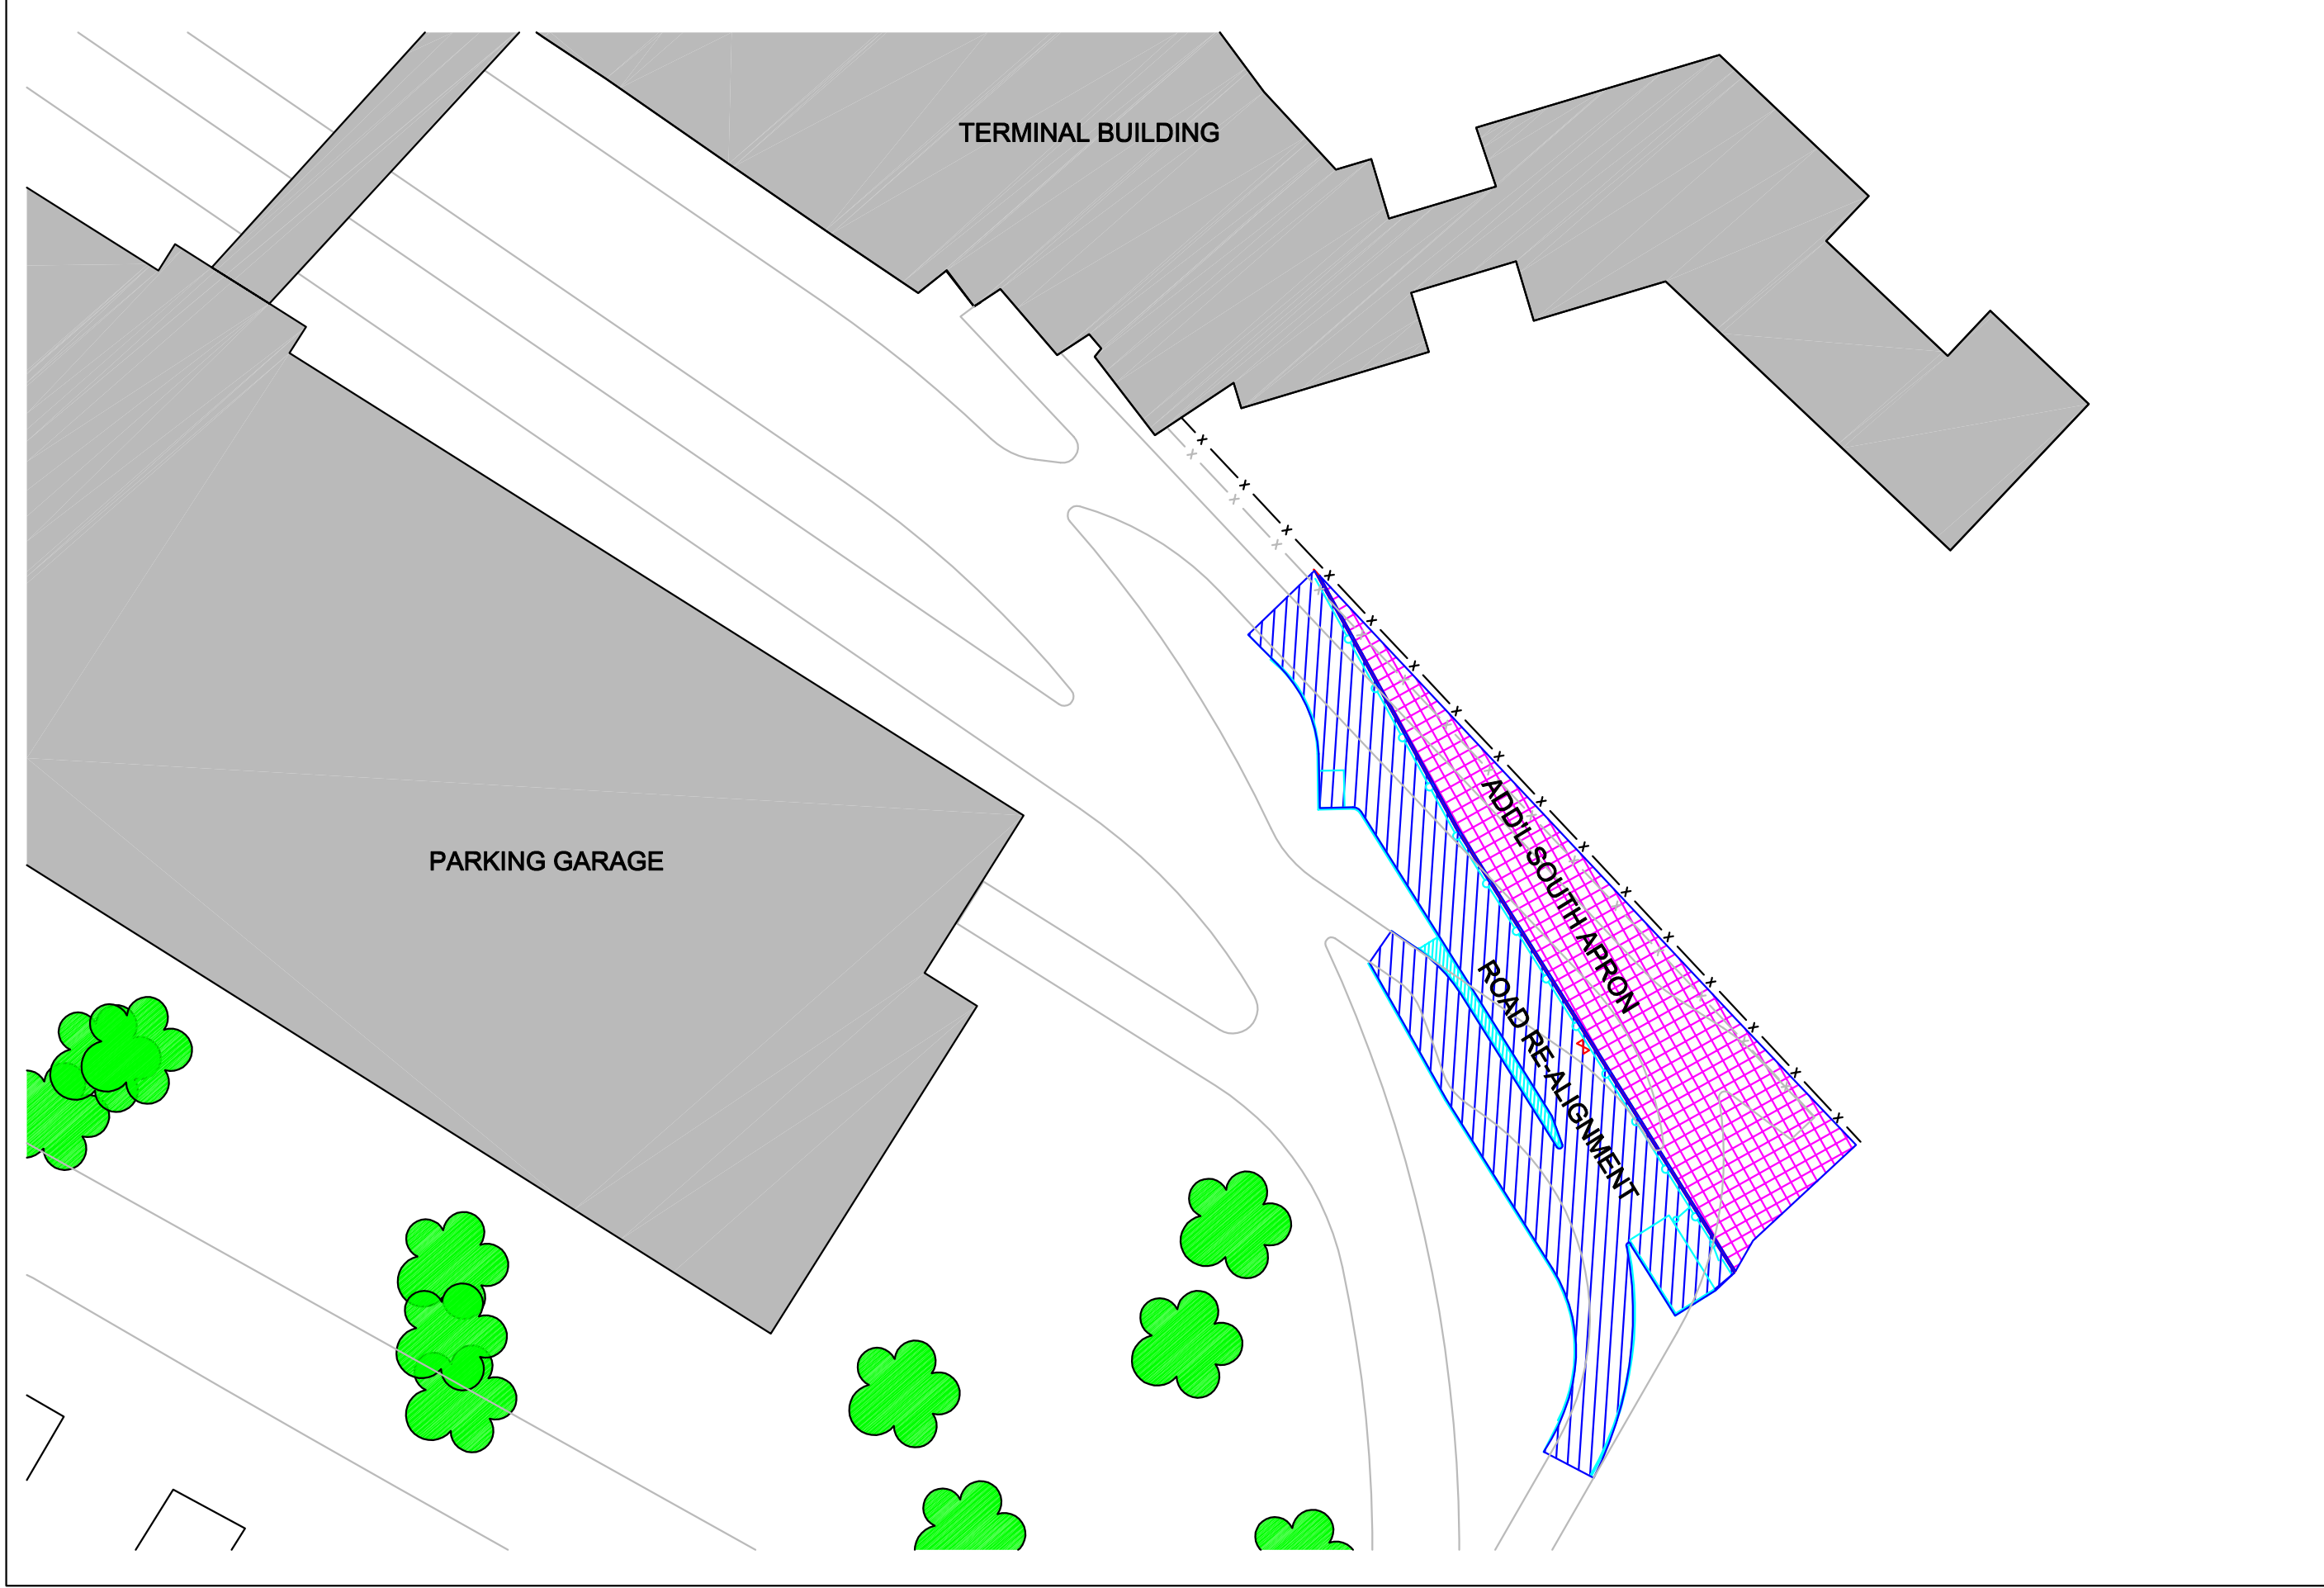 TERMINAL BUILDING
ADD'L SOUTH APRON
PARKING GARAGE
ROAD RE-ALIGNMENT